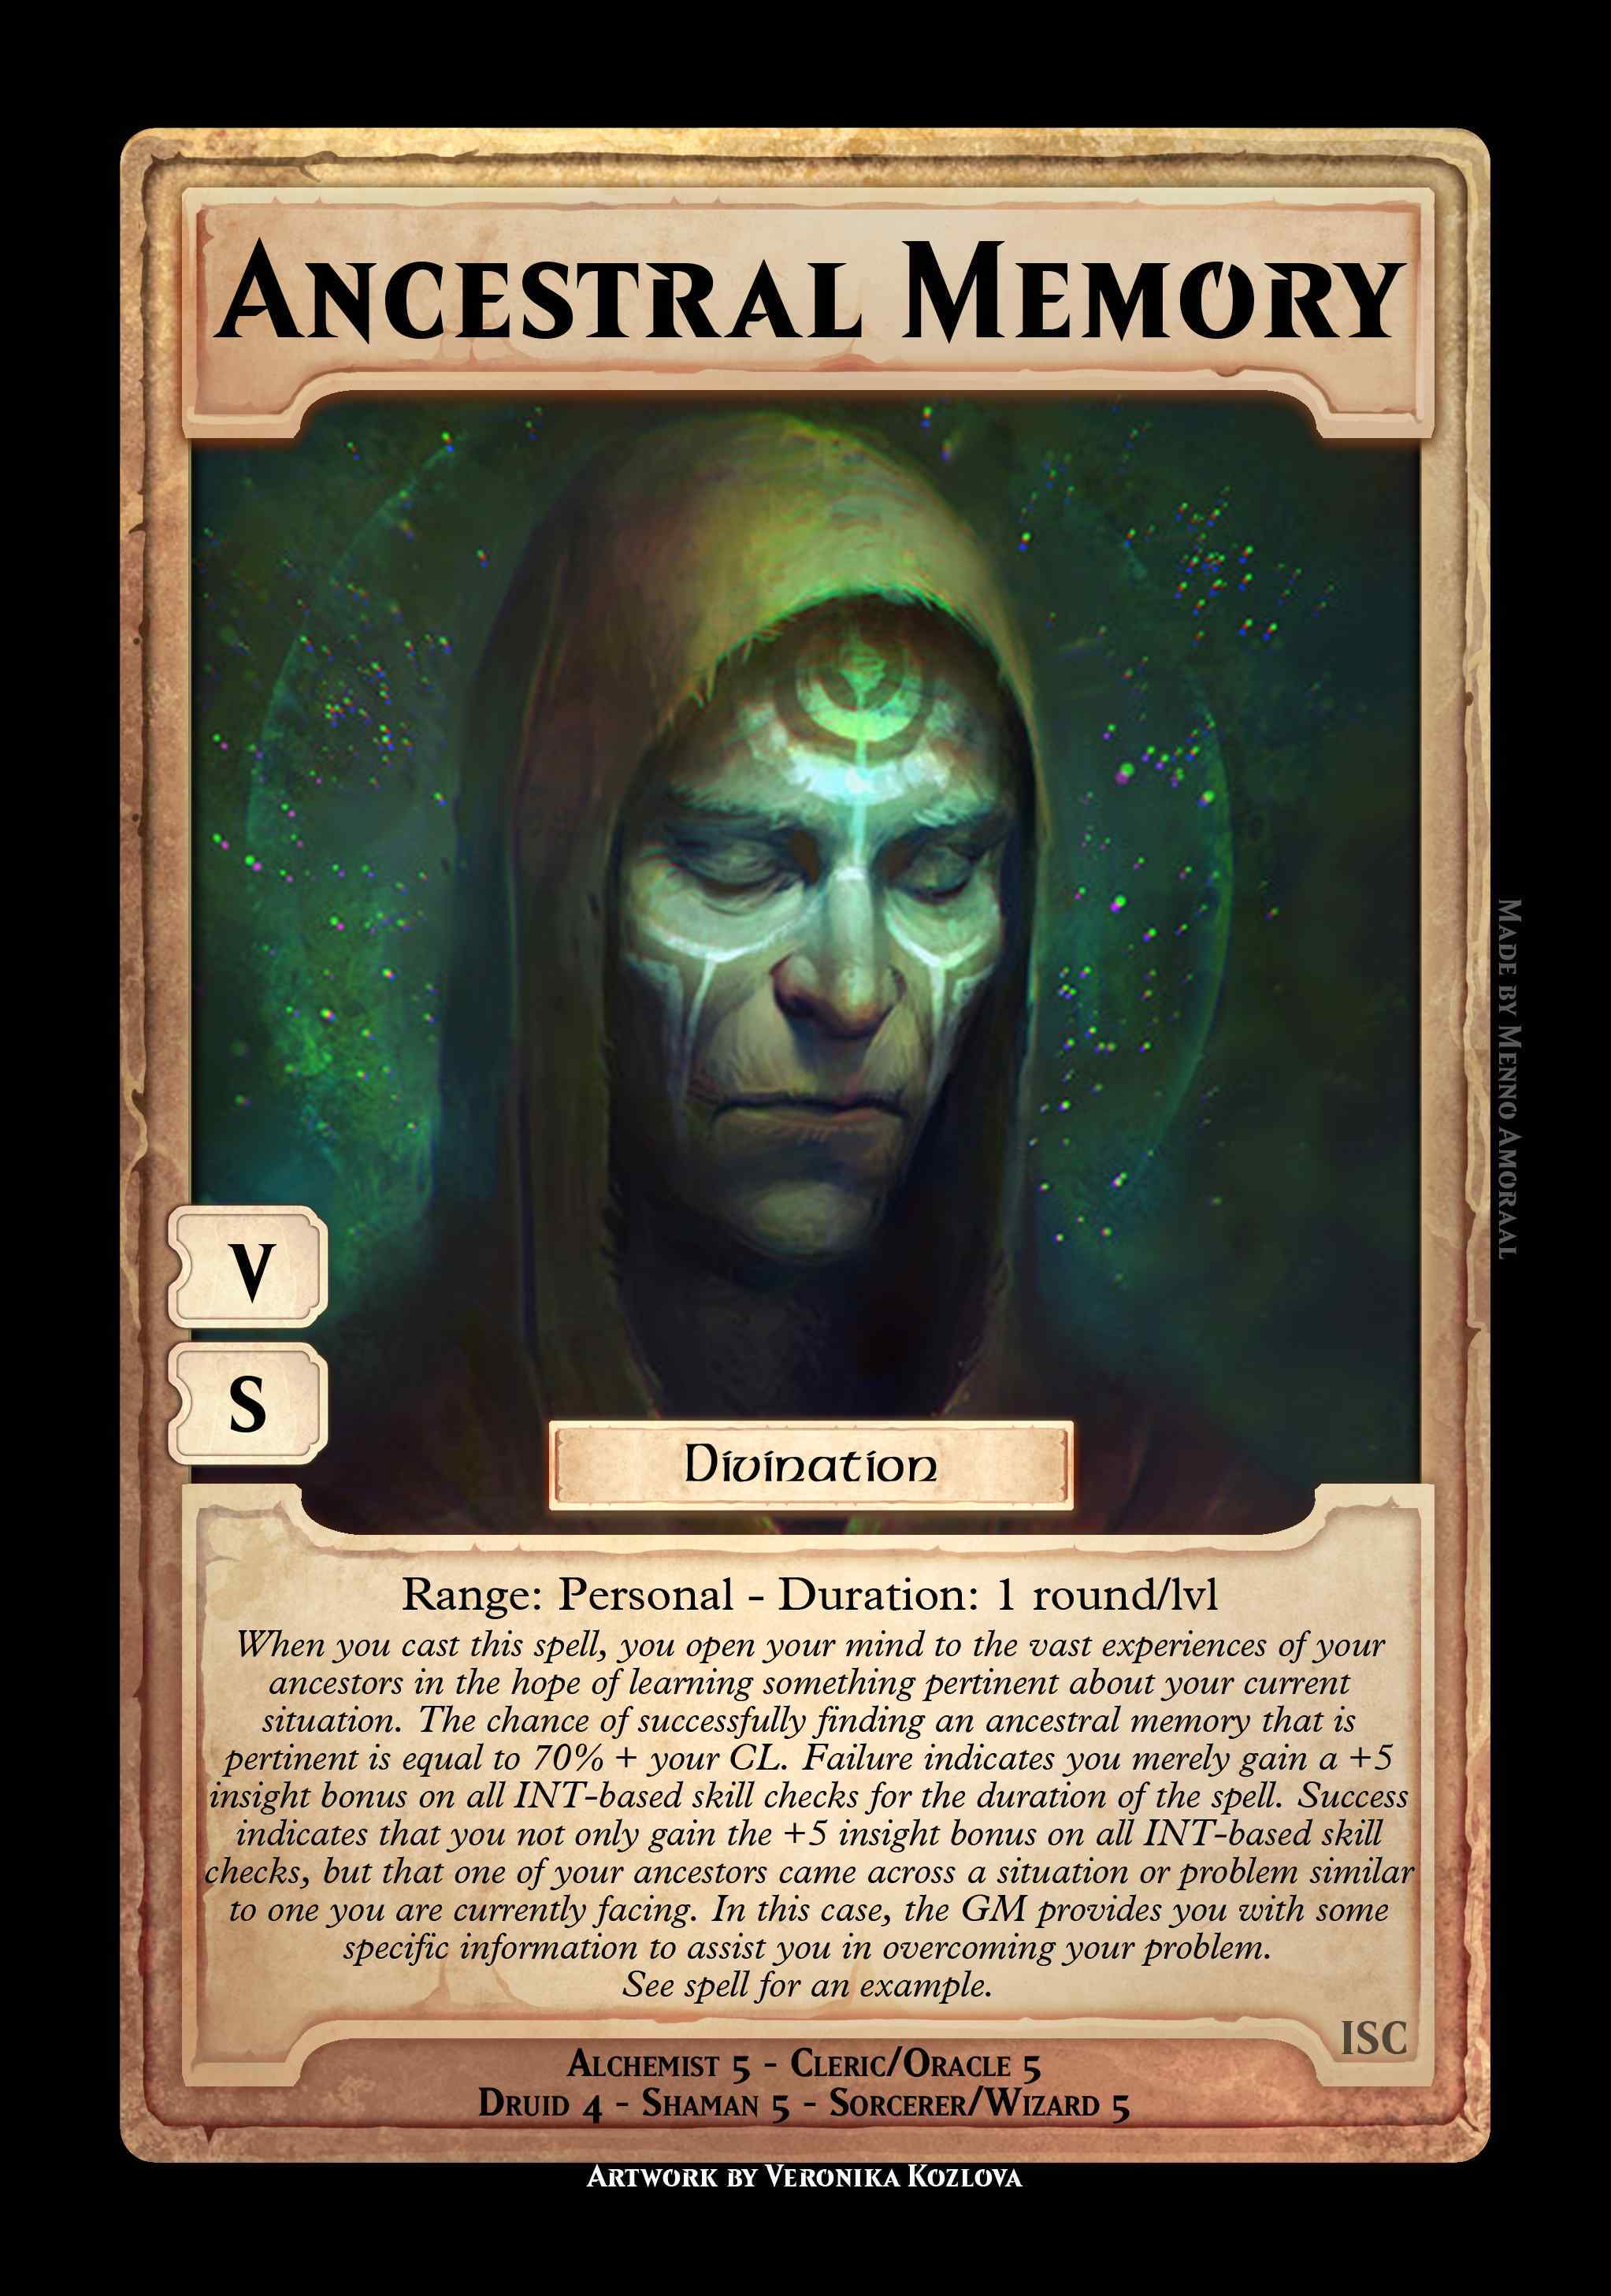 Ancestral Memory
V
S
Divination
Range: Personal - Duration: 1 round/lvl
When you cast this spell, you open your mind to the vast experiences of your
ancestors in the hope of learning something pertinent about your current
situation. The chance of successfully finding an ancestral memory that is
pertinent is equal to 70% + your CL. Failure indicates you merely gain a +5
insight bonus on all INT-based skill checks for the duration of the spell. Success
indicates that you not only gain the +5 insight bonus on all INT-based skill
checks, but that one of your ancestors came across a situation or problem similar
to one you are currently facing. In this case, the GM provides you with some
specific information to assist you in overcoming your problem.
See spell for an example.
ISC
Alchemist 5 - Cleric/Oracle 5
Druid 4 - Shaman 5 - Sorcerer/Wizard 5
Artwork by Veronika Kozlova
Made by Menno Amoraal